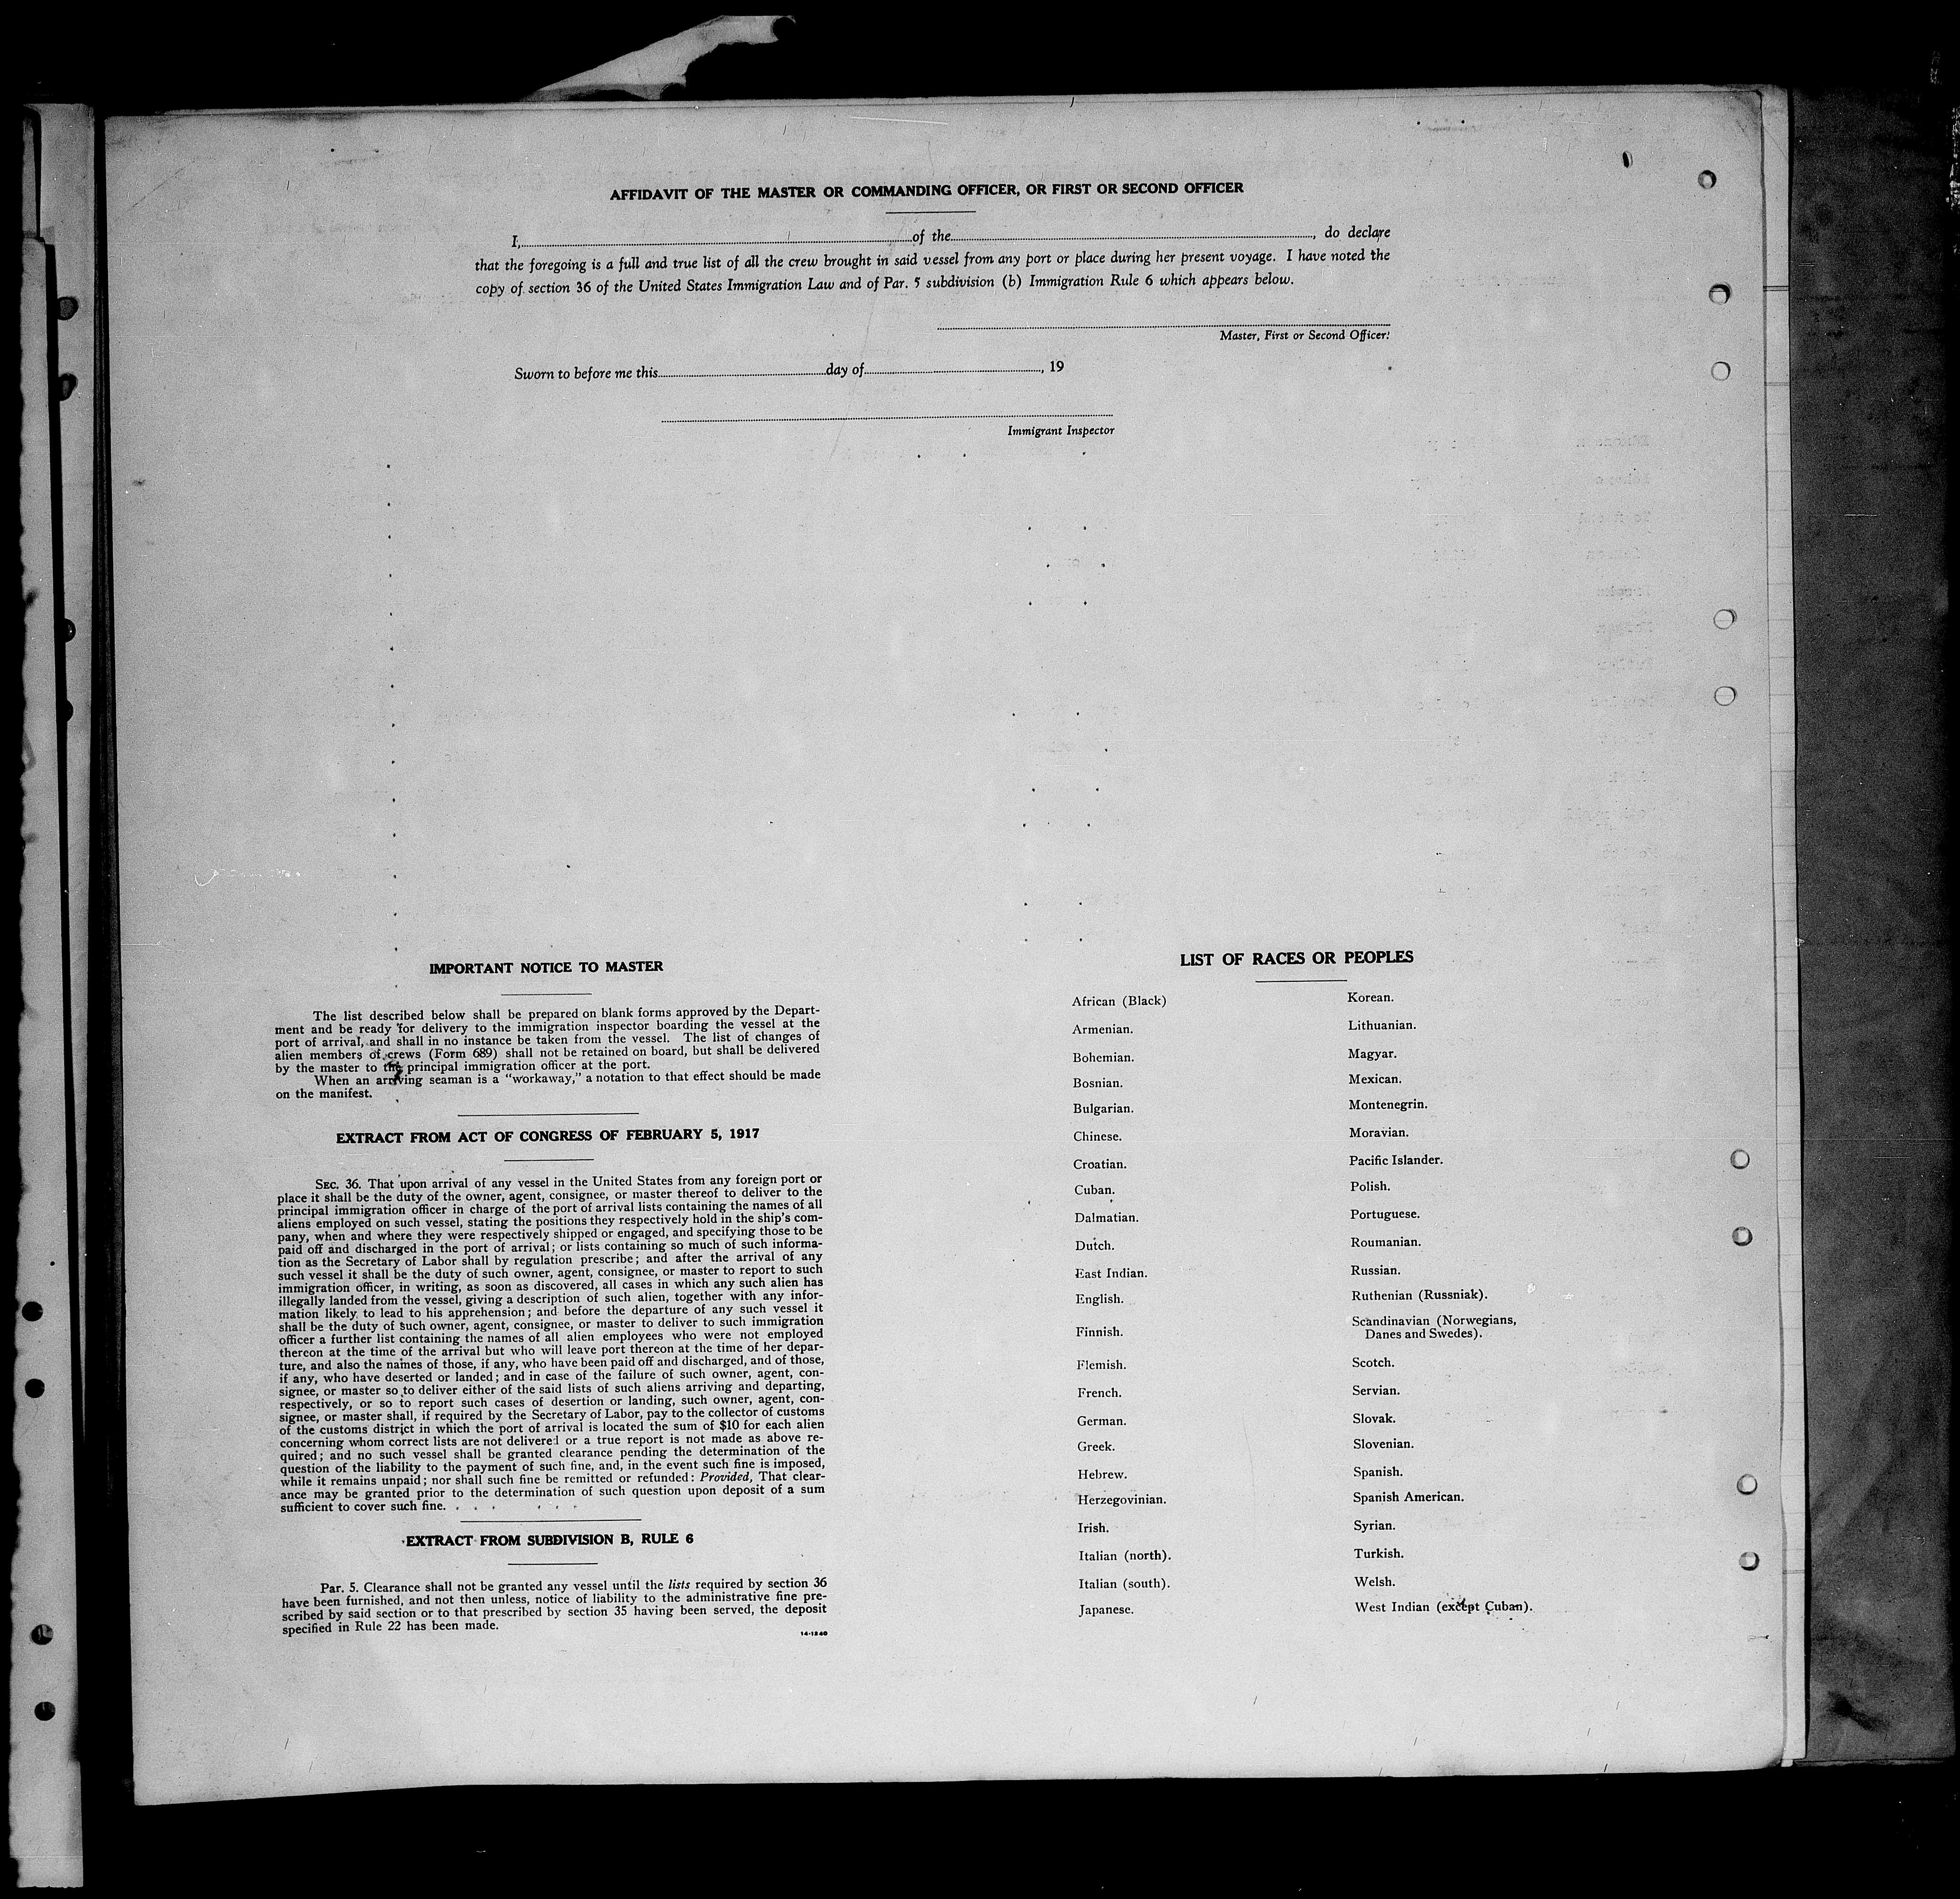 AFFIDAVIT OF THE MASTER OR COMMANDING OFFICER, OR FIRST OR SECOND OFFICER
I, of the , do declare
that the foregoing is a full and true list of all the crew brought in said vessel from any port or place during her present voyage. I have noted the
copy of section 36 of the United States Immigration Law and of Par. 5 subdivision (b) Immigration Rule 6 which appears below.
Master, First or Second Officer.
Sworn to before me this day of , 19
Immigrant Inspector
IMPORTANT NOTICE TO MASTER
The list described below shall be prepared on blank forms approved by the Depart-
ment and be ready for delivery to the immigration inspector boarding the vessel at the
port of arrival, and shall in no instance be taken from the vessel. The list of changes of
alien members of crews (Form 689) shall not be retained on board, but shall be delivered
by the master to the principal immigration officer at the port.
When an arriving seaman is a "workaway," a notation to that effect should be made
on the manifest.
EXTRACT FROM ACT OF CONGRESS OF FEBRUARY 5, 1917
SEC. 36. That upon arrival of any vessel in the United States from any foreign port or
place it shall be the duty of the owner, agent, consignee, or master thereof to deliver to the
principal immigration officer in charge of the port of arrival lists containing the names of all
aliens employed on such vessel, stating the positions they respectively hold in the ship's com-
pany, when and where they were respectively shipped or engaged, and specifying those to be
paid off and discharged in the port of arrival; or lists containing so much of such informa-
tion as the Secretary of Labor shall by regulation prescribe; and after the arrival of any
such vessel it shall be the duty of such owner, agent, consignee, or master to report to such
immigration officer, in writing, as soon as discovered, all cases in which any such alien has
illegally landed from the vessel, giving a description of such alien, together with any infor-
mation likely to lead to his apprehension; and before the departure of any such vessel it
shall be the duty of such owner, agent, consignee, or master to deliver to such immigration
officer a further list containing the names of all alien employees who were not employed
thereon at the time of the arrival but who will leave port thereon at the time of her depar-
ture, and also the names of those, if any, who have been paid off and discharged, and of those,
if any, who have deserted or landed; and in case of the failure of such owner, agent, con-
signee, or master so to deliver either of the said lists of such aliens arriving and departing,
respectively, or so to report such cases of desertion or landing, such owner, agent, con-
signee, or master shall, if required by the Secretary of Labor, pay to the collector of customs
of the customs district in which the port of arrival is located the sum of $10 for each alien
concerning whom correct lists are not delivered or a true report is not made as above re-
quired; and no such vessel shall be granted clearance pending the determination of the
question of the liability to the payment of such fine, and, in the event such fine is imposed,
while it remains unpaid; nor shall such fine be remitted or refunded: Provided, That clear-
ance may be granted prior to the determination of such question upon deposit of a sum
sufficient to cover such fine. . . . . . .
EXTRACT FROM SUBDIVISION B, RULE 6
Par. 5. Clearance shall not be granted any vessel until the lists required by section 36
have been furnished, and not then unless, notice of liability to the administrative fine pre-
scribed by said section or to that prescribed by section 35 having been served, the deposit
specified in Rule 22 has been made.
14-1240
LIST OF RACES OR PEOPLES
African (Black)
Armenian.
Bohemian.
Bosnian.
Bulgarian.
Chinese.
Croatian.
Cuban.
Dalmatian.
Dutch.
East Indian.
English.
Finnish.
Flemish.
French.
German.
Greek.
Hebrew.
Herzegovinian.
Irish.
Italian (north).
Italian (south).
Japanese.
Korean.
Lithuanian.
Magyar.
Mexican.
Montenegrin.
Moravian.
Pacific Islander.
Polish.
Portuguese.
Roumanian.
Russian.
Ruthenian (Russniak).
Scandinavian (Norwegians,
Danes and Swedes).
Scotch.
Servian.
Slovak.
Slovenian.
Spanish.
Spanish American.
Syrian.
Turkish.
Welsh.
West Indian (except Cuban).